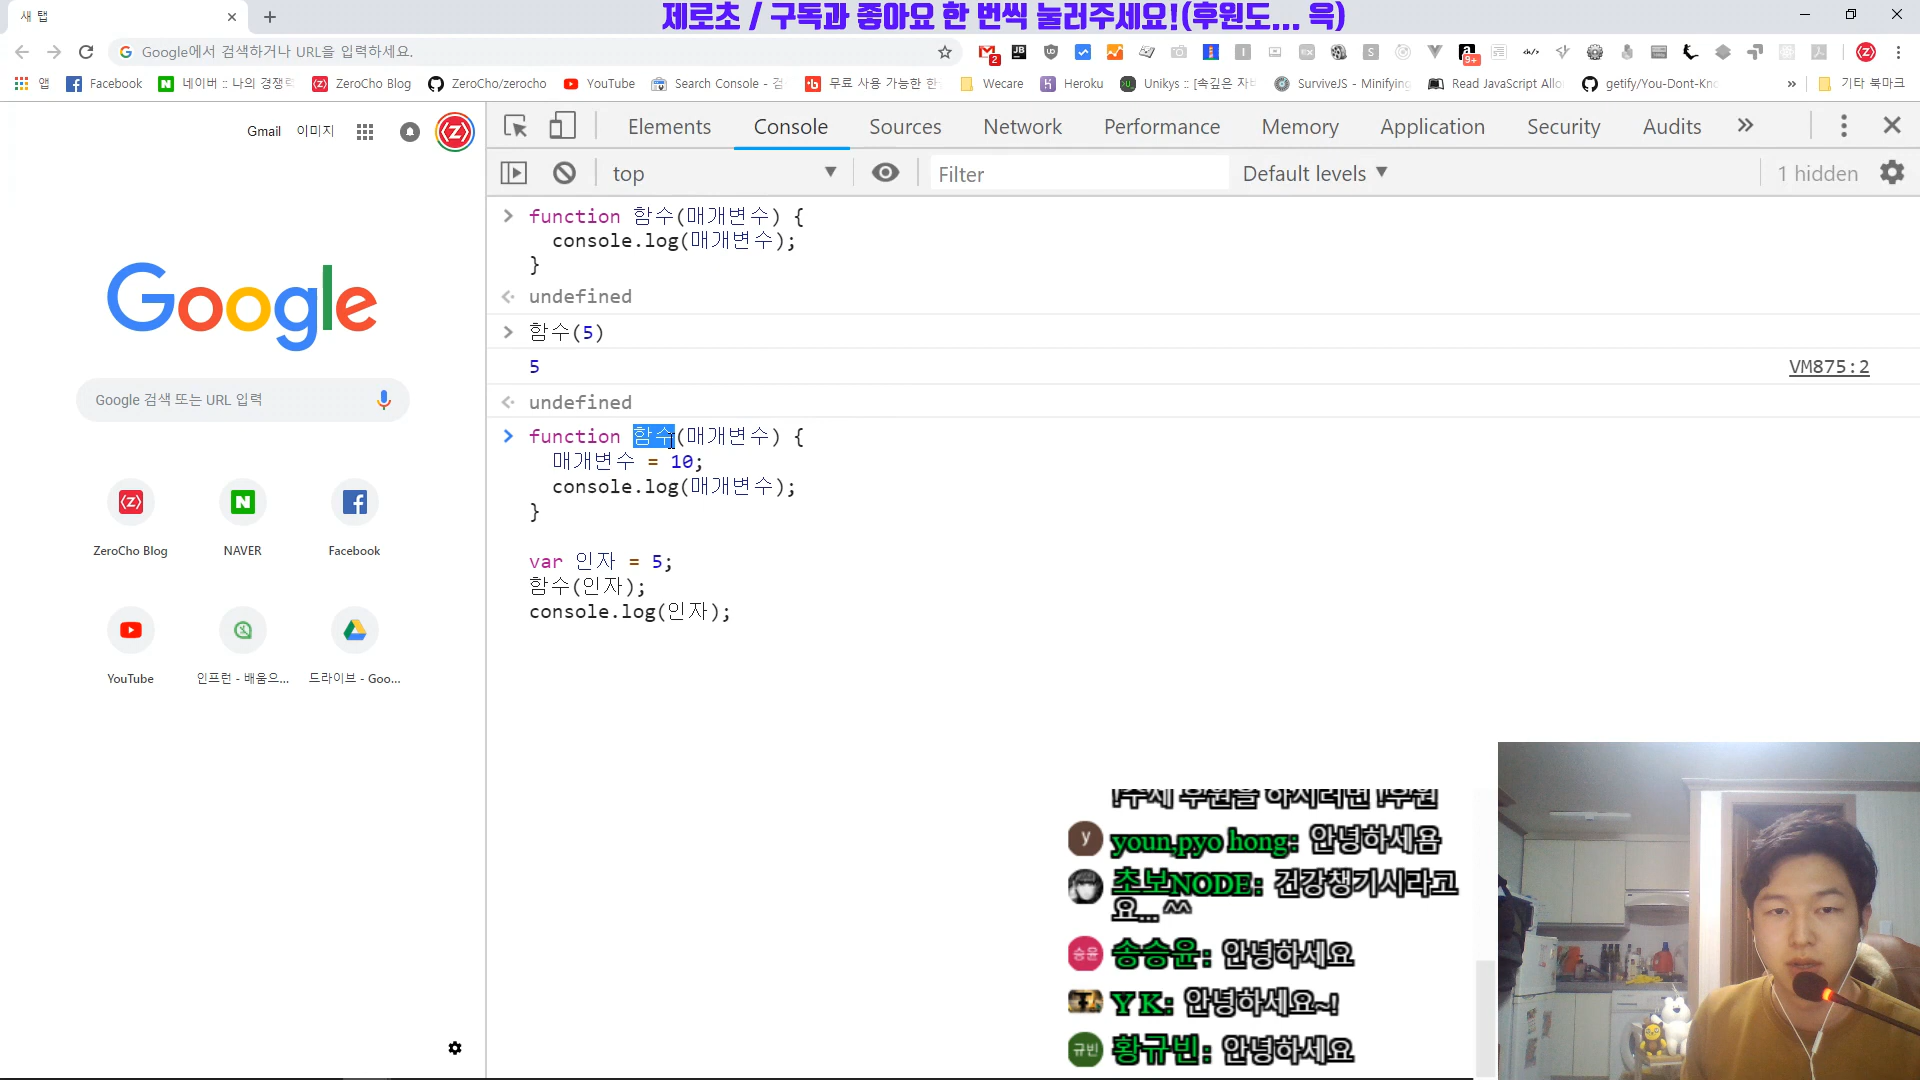 새 탭
제로초 / 구독과 좋아요 한 번씩 눌러주세요!(후원도... 윽)
Google에서 검색하거나 URL을 입력하세요.
앱
Facebook
네이버 :: 나의 경쟁력
ZeroCho Blog
ZeroCho/zerocho
YouTube
Search Console - 검
무료 사용 가능한 한
Wecare
Heroku
Unikys :: [속깊은 자바
SurviveJS - Minifying
Read JavaScript Allo
getify/You-Dont-Kno
기타 북마크
Gmail 이미지
Google
Google 검색 또는 URL 입력
ZeroCho Blog
NAVER
Facebook
YouTube
인프런 - 배움으...
드라이브 - Goo...
Elements Console Sources Network Performance Memory Application Security Audits
top
Filter
Default levels
1 hidden
function 함수(매개변수) {
console.log(매개변수);
}
undefined
함수(5)
5
VM875:2
undefined
function 함수(매개변수) {
매개변수 = 10;
console.log(매개변수);
}
var 인자 = 5;
함수(인자);
console.log(인자);
youn,pyo hong: 안녕하세욤
초보NODE: 건강챙기시라고
요... ^^
송승윤: 안녕하세요
Y K: 안녕하세요~!
황규빈: 안녕하세요